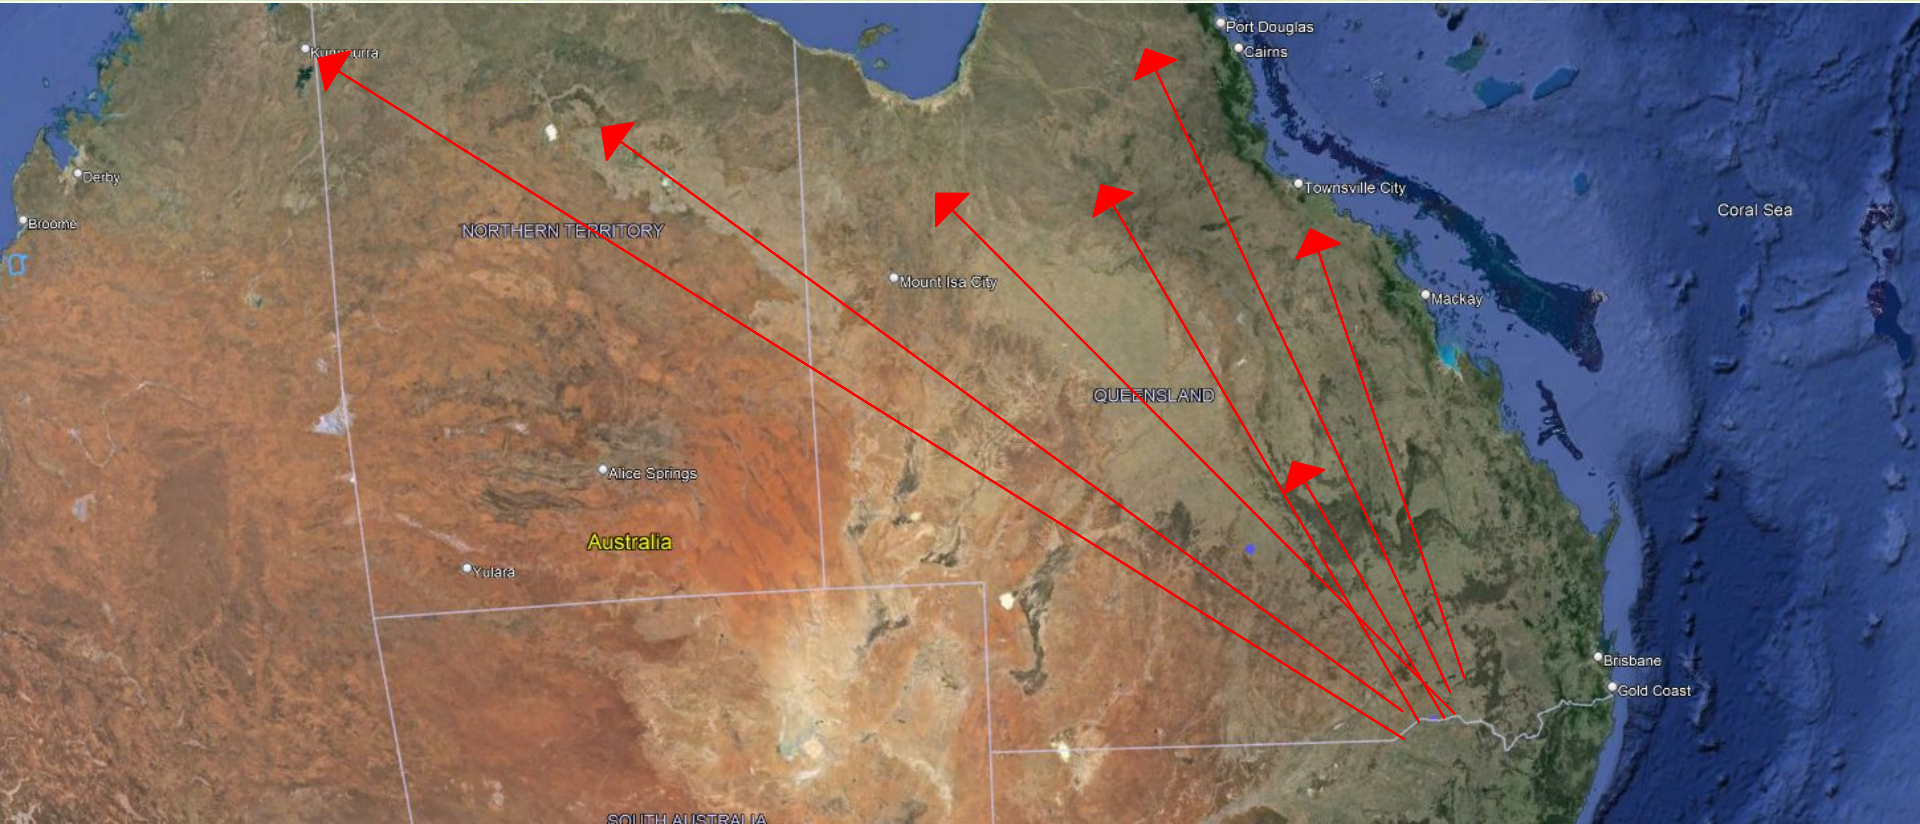 Port Douglas
Cairns
Derby
Townsville City
Coral Sea
Broome
NORTHERN TERRITORY
Mount Isa City
Mackay
QUEENSLAND
Alice Springs
Australia
Yulara
Brisbane
Gold Coast
SOUTH AUSTRALIA